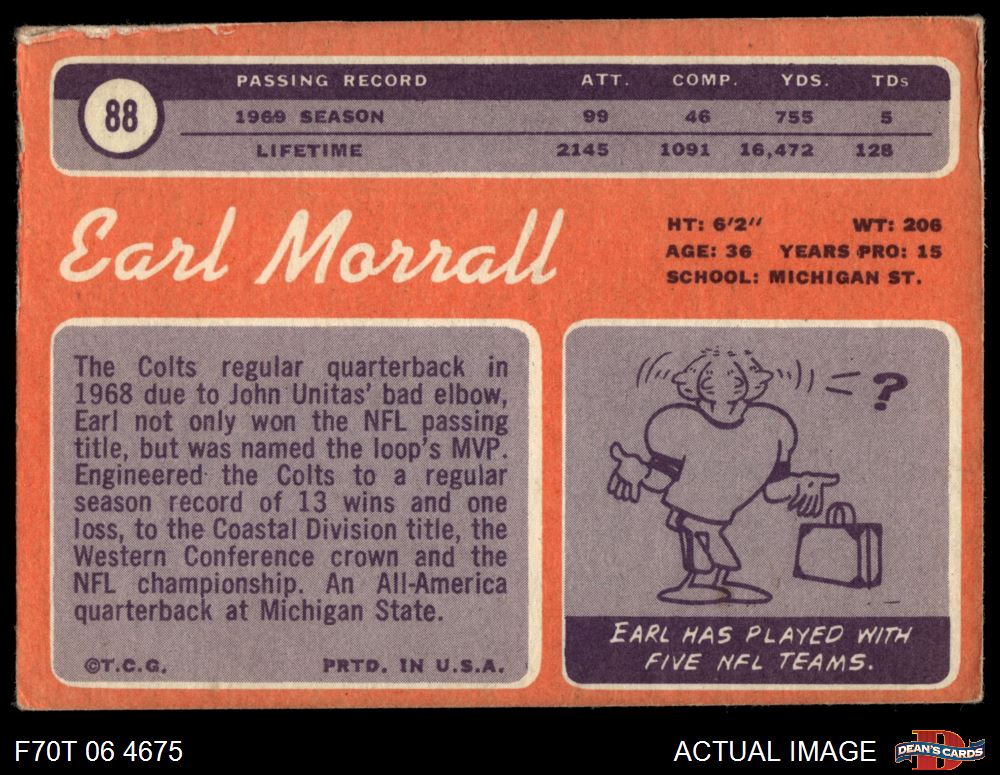 PASSING RECORD ATT. COMP. YDS. TDs
88
1969 SEASON 99 46 755 5
LIFETIME 2145 1091 16,472 128
Earl Morrall
HT: 6'2" WT: 206
AGE: 36 YEARS PRO: 15
SCHOOL: MICHIGAN ST.
The Colts regular quarterback in
1968 due to John Unitas' bad elbow,
Earl not only won the NFL passing
title, but was named the loop's MVP.
Engineered the Colts to a regular
season record of 13 wins and one
loss, to the Coastal Division title, the
Western Conference crown and the
NFL championship. An All-America
quarterback at Michigan State.
©T.C.G. PRTD. IN U.S.A.
?
EARL HAS PLAYED WITH
FIVE NFL TEAMS.
F70T 06 4675
ACTUAL IMAGE
DEAN'S CARDS